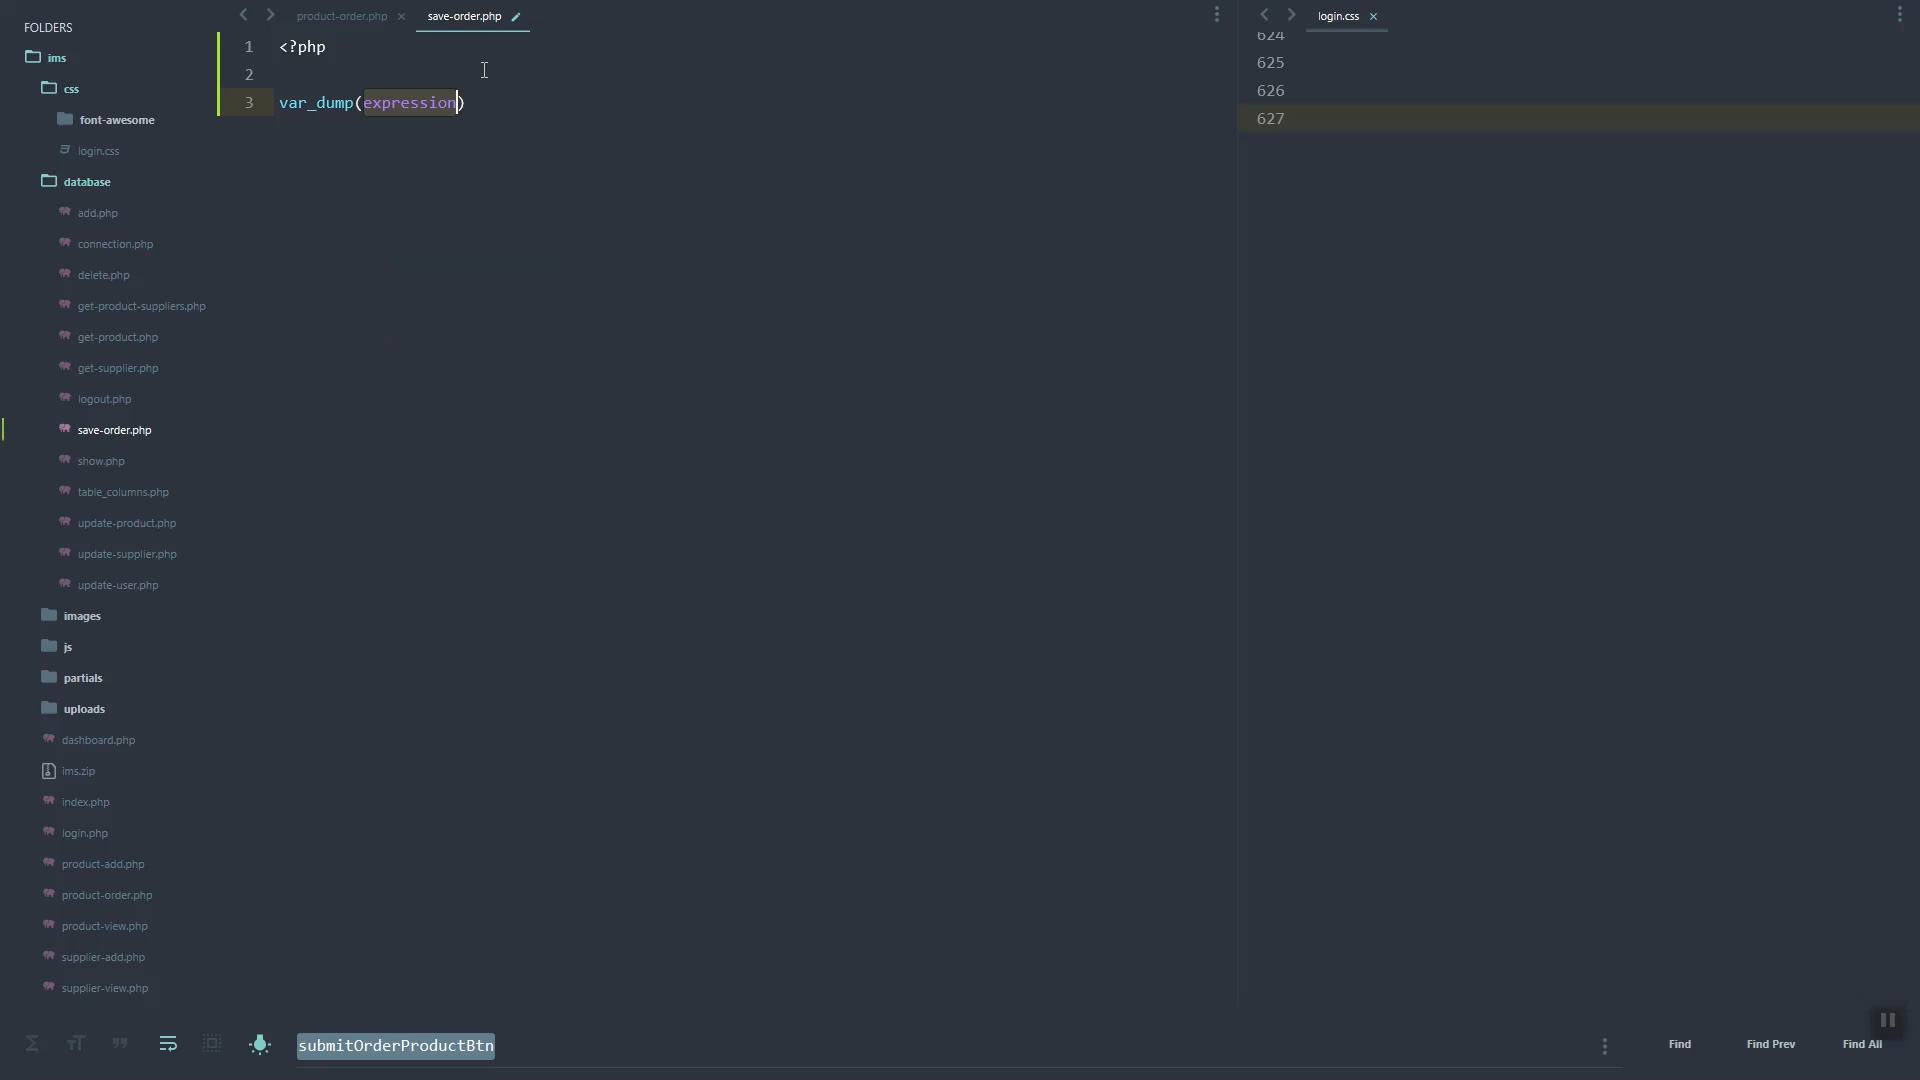 FOLDERS
ims
css
font-awesome
login.css
database
add.php
connection.php
delete.php
get-product-suppliers.php
get-product.php
get-supplier.php
logout.php
save-order.php
show.php
table_columns.php
update-product.php
update-supplier.php
update-user.php
images
js
partials
uploads
dashboard.php
ims.zip
index.php
login.php
product-add.php
product-order.php
product-view.php
supplier-add.php
supplier-view.php
product-order.php × save-order.php
1 <?php
2
3 var_dump(expression)
login.css ×
624
625
626
627
submitOrderProductBtn
Find Find Prev Find All